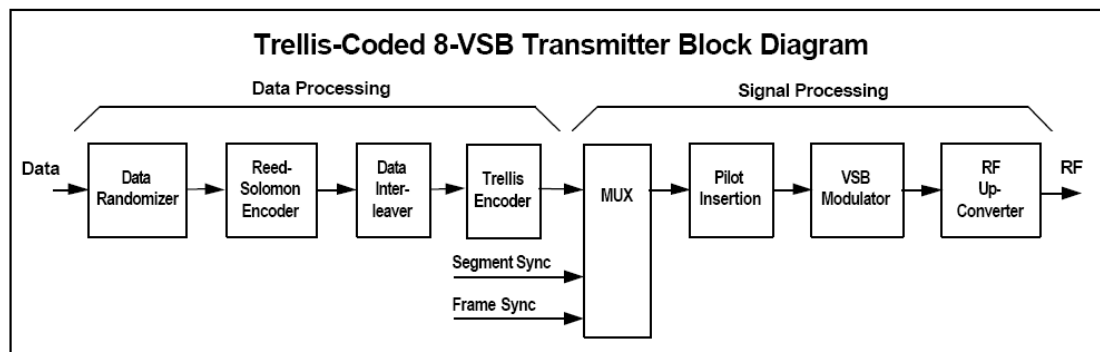 Trellis-Coded 8-VSB Transmitter Block Diagram
Data Processing
Signal Processing
Data
Data
Randomizer
Reed-
Solomon
Encoder
Data
Inter-
leaver
Trellis
Encoder
MUX
Pilot
Insertion
VSB
Modulator
RF
Up-
Converter
RF
Segment Sync
Frame Sync